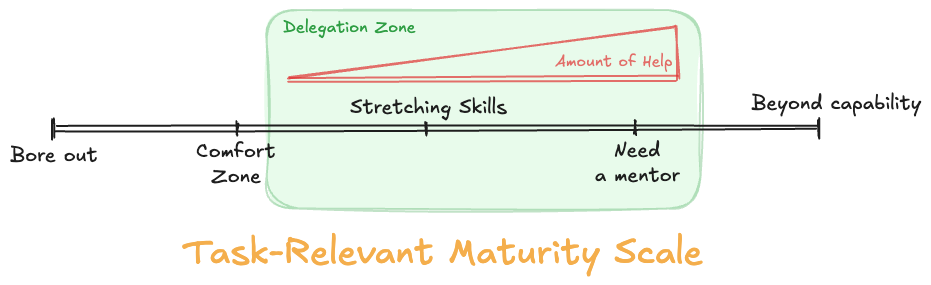 Delegation Zone
Amount of Help
Stretching Skills
Beyond capability
Bore out
Comfort
Zone
Need
a mentor
Task-Relevant Maturity Scale